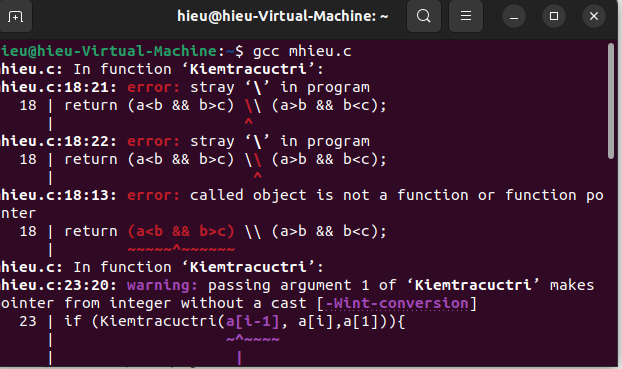 hieu@hieu-Virtual-Machine: ~
ieu@hieu-Virtual-Machine:~$ gcc mhieu.c
hieu.c: In function ‘Kiemtracuctri’:
hieu.c:18:21: error: stray ‘\’ in program
18 | return (a<b && b>c) \\ (a>b && b<c);
| ^
hieu.c:18:22: error: stray ‘\’ in program
18 | return (a<b && b>c) \\ (a>b && b<c);
| ^
hieu.c:18:13: error: called object is not a function or function po
nter
18 | return (a<b && b>c) \\ (a>b && b<c);
| ~~~~~^~~~~~~
hieu.c: In function ‘Kiemtracuctri’:
hieu.c:23:20: warning: passing argument 1 of ‘Kiemtracuctri’ makes
ointer from integer without a cast [-Wint-conversion]
23 | if (Kiemtracuctri(a[i-1], a[i],a[1])){
| ~^~~~~
| |